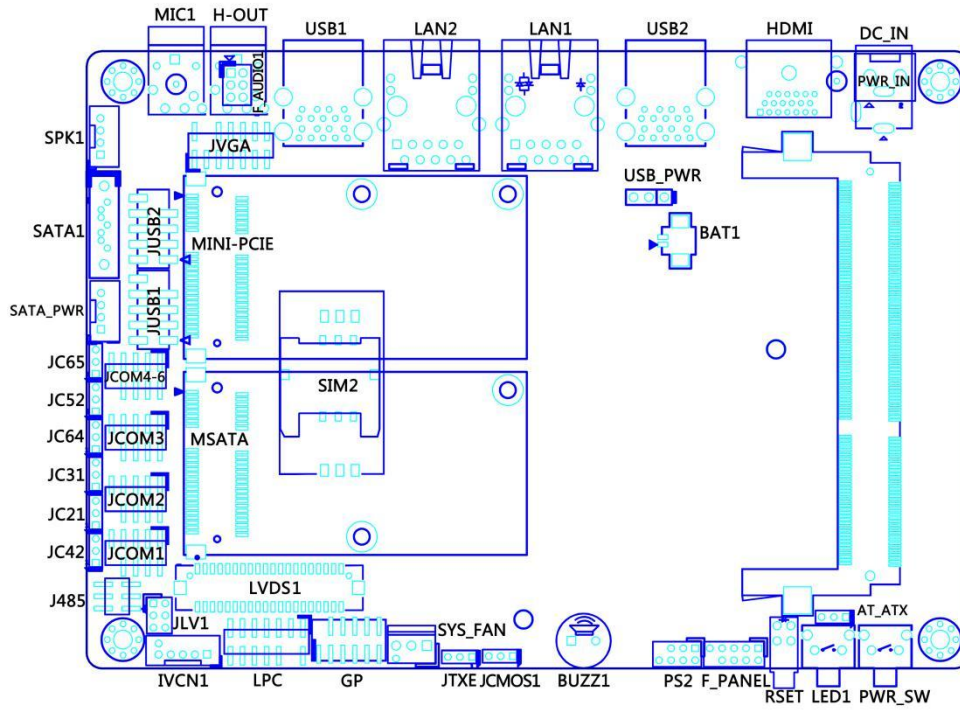 MIC1
H-OUT
USB1
LAN2
LAN1
USB2
HDMI
DC_IN
F_AUDIO1
PWR_IN
SPK1
JVGA
USB_PWR
SATA1
JUSB2
MINI-PCIE
BAT1
SATA_PWR
JUSB1
JC65
JCOM4-6
SIM2
JC52
JC64
JCOM3
MSATA
JC31
JC21
JCOM2
JC42
JCOM1
J485
LVDS1
JLV1
SYS_FAN
AT_ATX
IVCN1
LPC
GP
JTXE
JCMOS1
BUZZ1
PS2
F_PANEL
RSET
LED1
PWR_SW